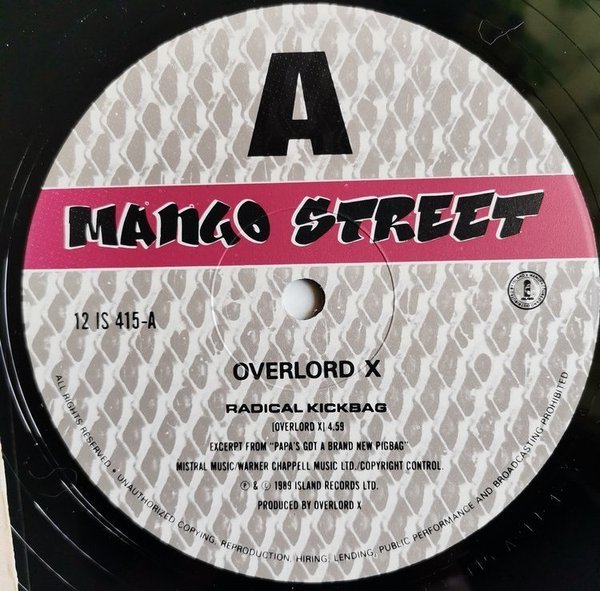 A
MANGO STREET
12 IS 415-A
OVERLORD X
RADICAL KICKBAG
(OVERLORD X) 4.59
EXCERPT FROM "PAPA'S GOT A BRAND NEW PIGBAG"
MISTRAL MUSIC/WARNER CHAPPELL MUSIC LTD./COPYRIGHT CONTROL.
℗ & © 1989 ISLAND RECORDS LTD.
PRODUCED BY OVERLORD X
ALL RIGHTS RESERVED • UNAUTHORIZED COPYING, REPRODUCTION, HIRING, LENDING, PUBLIC PERFORMANCE AND BROADCASTING PROHIBITED